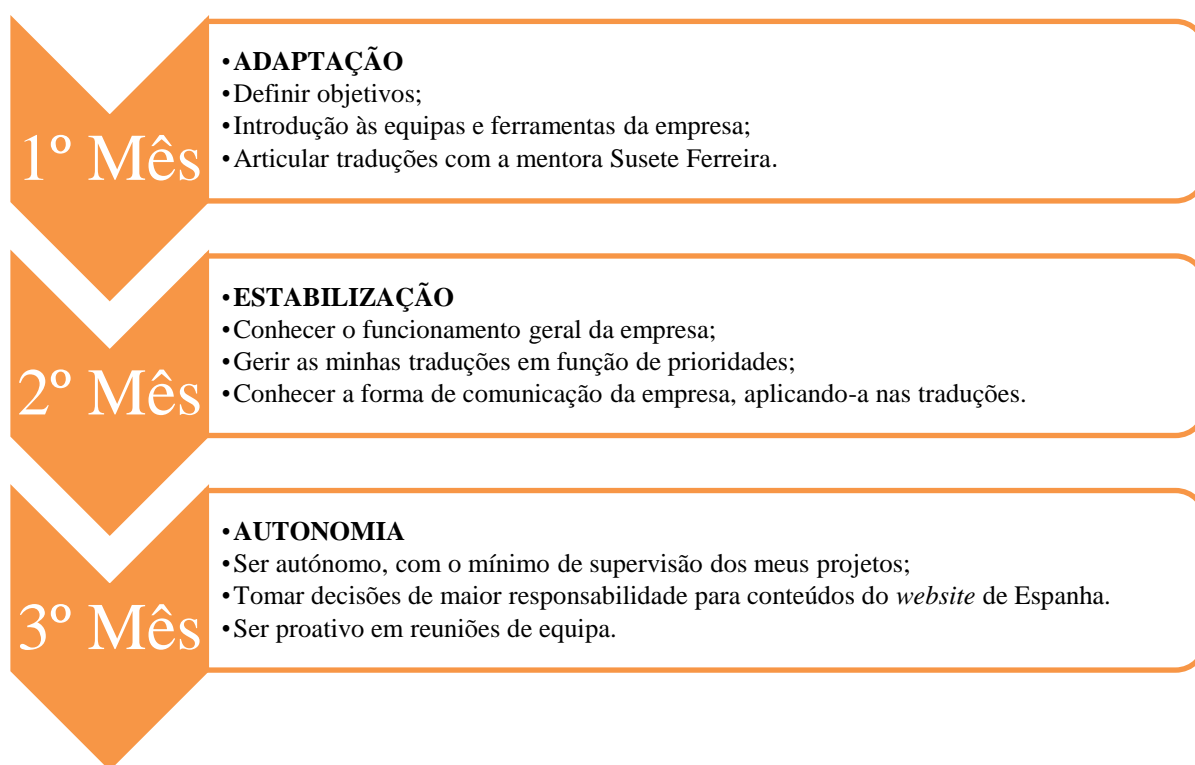 1º Mês
•ADAPTAÇÃO
•Definir objetivos;
•Introdução às equipas e ferramentas da empresa;
•Articular traduções com a mentora Susete Ferreira.
2º Mês
•ESTABILIZAÇÃO
•Conhecer o funcionamento geral da empresa;
•Gerir as minhas traduções em função de prioridades;
•Conhecer a forma de comunicação da empresa, aplicando-a nas traduções.
3º Mês
•AUTONOMIA
•Ser autónomo, com o mínimo de supervisão dos meus projetos;
•Tomar decisões de maior responsabilidade para conteúdos do website de Espanha.
•Ser proativo em reuniões de equipa.